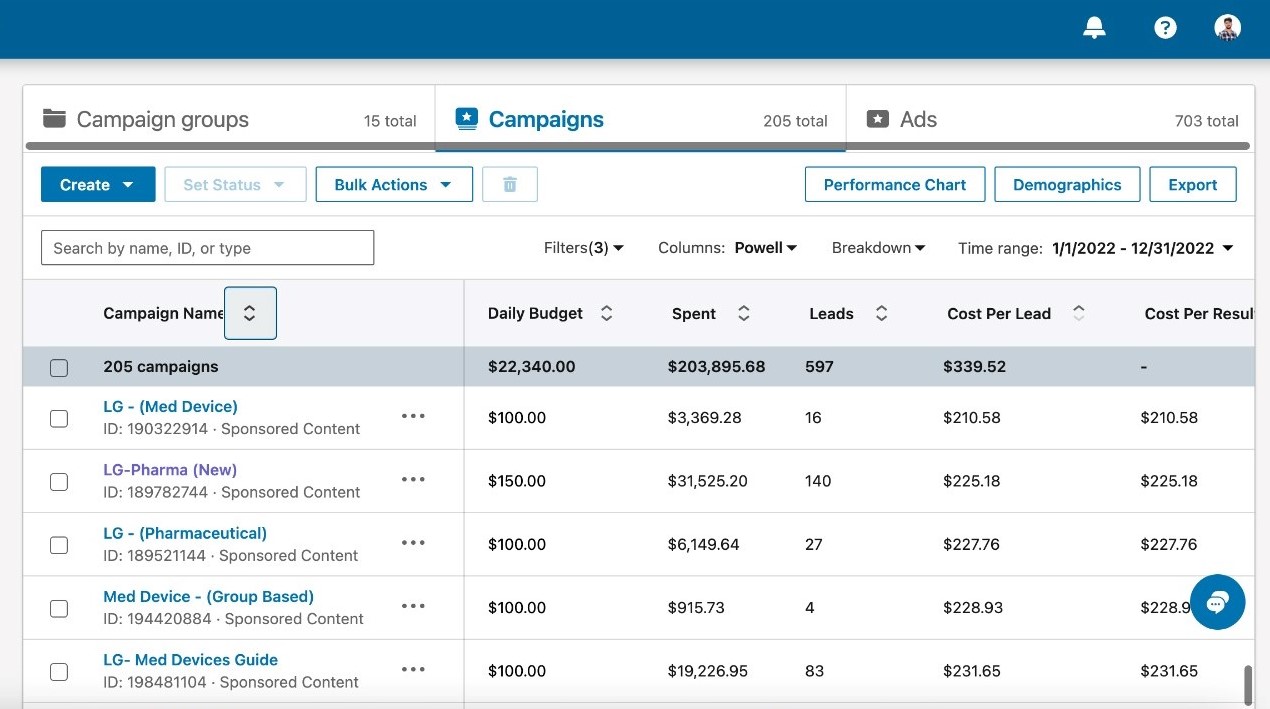 Campaign groups 15 total Campaigns 205 total Ads 703 total
Create Set Status Bulk Actions Performance Chart Demographics Export
Search by name, ID, or type Filters(3) Columns: Powell Breakdown Time range: 1/1/2022 - 12/31/2022
Campaign Name Daily Budget Spent Leads Cost Per Lead Cost Per Resul
205 campaigns $22,340.00 $203,895.68 597 $339.52 -
LG - (Med Device)
ID: 190322914 · Sponsored Content ••• $100.00 $3,369.28 16 $210.58 $210.58
LG-Pharma (New)
ID: 189782744 · Sponsored Content ••• $150.00 $31,525.20 140 $225.18 $225.18
LG - (Pharmaceutical)
ID: 189521144 · Sponsored Content ••• $100.00 $6,149.64 27 $227.76 $227.76
Med Device - (Group Based)
ID: 194420884 · Sponsored Content ••• $100.00 $915.73 4 $228.93 $228.9
LG- Med Devices Guide
ID: 198481104 · Sponsored Content ••• $100.00 $19,226.95 83 $231.65 $231.65